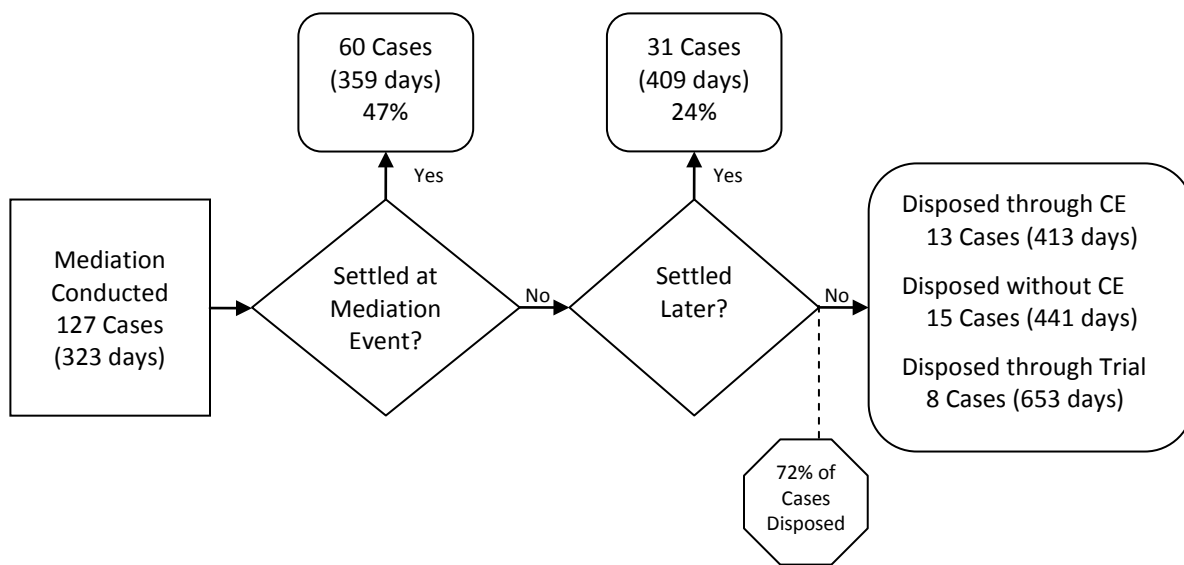 60 Cases
(359 days)
47%
31 Cases
(409 days)
24%
Yes
Yes
Mediation
Conducted
127 Cases
(323 days)
Settled at
Mediation
Event?
No
Settled
Later?
No
Disposed through CE
13 Cases (413 days)
Disposed without CE
15 Cases (441 days)
Disposed through Trial
8 Cases (653 days)
72% of
Cases
Disposed